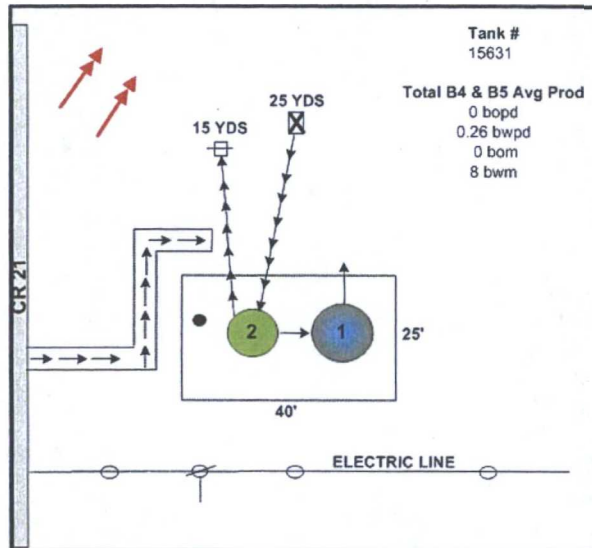 Tank #
15631
Total B4 & B5 Avg Prod
0 bopd
0.26 bwpd
0 bom
8 bwm
25 YDS
15 YDS
X
CR 21
2
1
25'
40'
ELECTRIC LINE